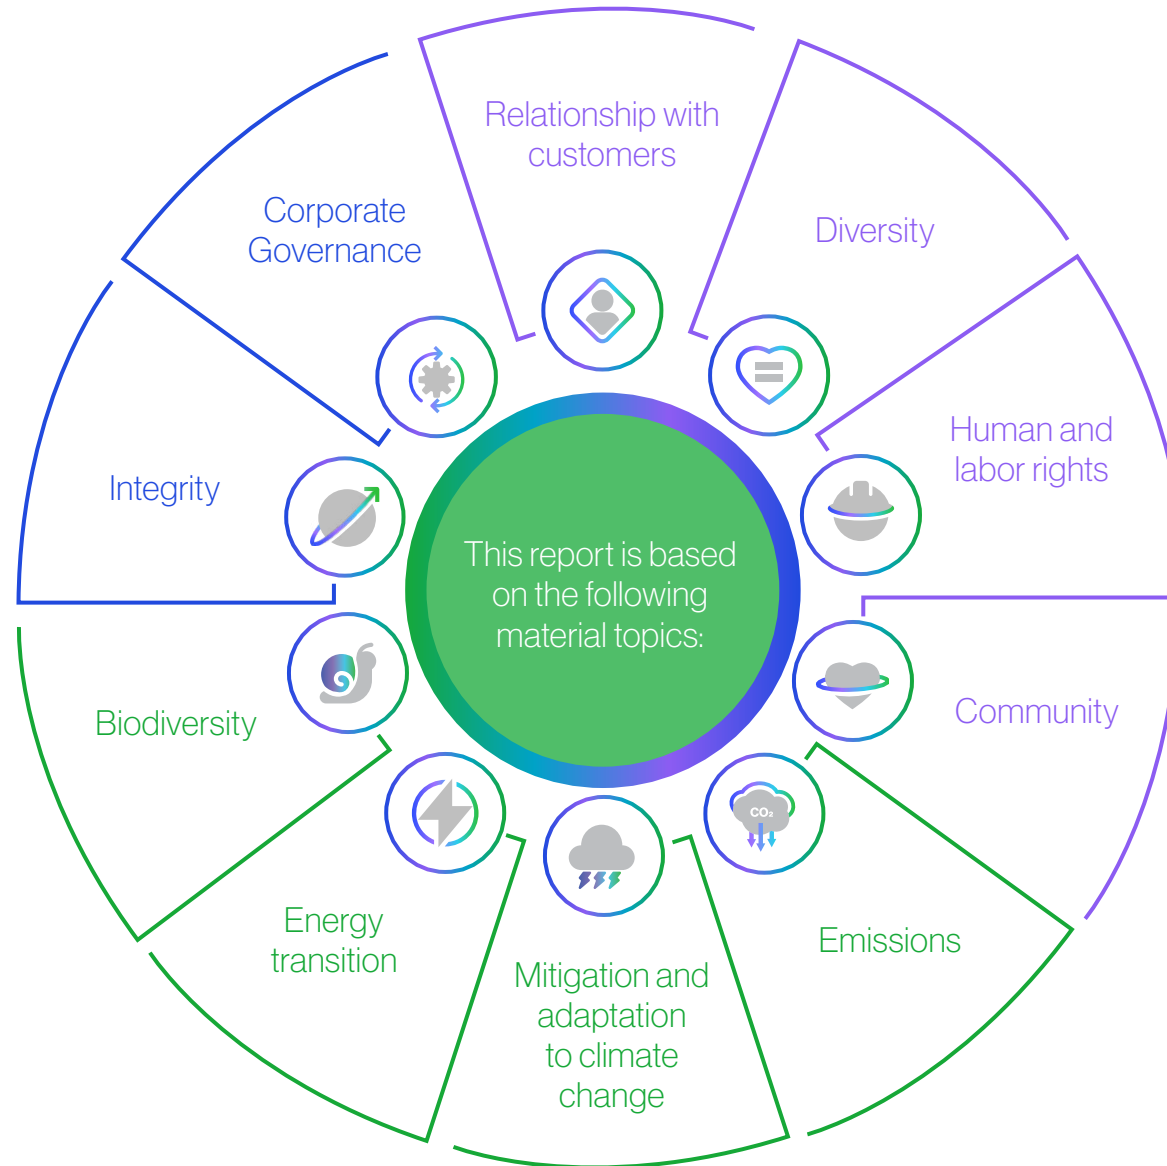 Relationship with
customers
Diversity
Human and
labor rights
Community
Emissions
Mitigation and
adaptation
to climate
change
Energy
transition
Biodiversity
Integrity
Corporate
Governance
This report is based
on the following
material topics:
CO₂